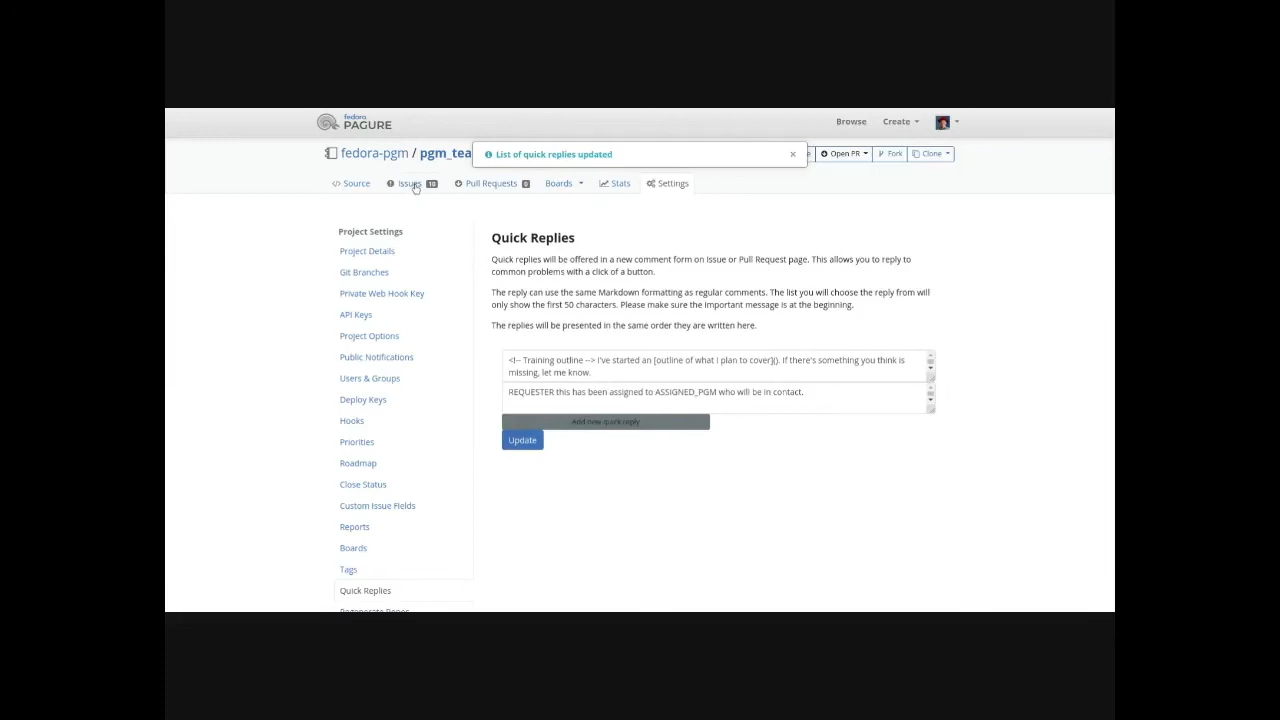 fedora
PAGURE
Browse
Create
fedora-pgm / pgm_tea
List of quick replies updated
×
Open PR
Fork
Clone
Source
Issues 10
Pull Requests 0
Boards
Stats
Settings
Project Settings
Project Details
Git Branches
Private Web Hook Key
API Keys
Project Options
Public Notifications
Users & Groups
Deploy Keys
Hooks
Priorities
Roadmap
Close Status
Custom Issue Fields
Reports
Boards
Tags
Quick Replies
Regenerate Repos
Quick Replies
Quick replies will be offered in a new comment form on Issue or Pull Request page. This allows you to reply to
common problems with a click of a button.
The reply can use the same Markdown formatting as regular comments. The list you will choose the reply from will
only show the first 50 characters. Please make sure the important message is at the beginning.
The replies will be presented in the same order they are written here.
<!-- Training outline --> I've started an [outline of what I plan to cover](). If there's something you think is
missing, let me know.
REQUESTER this has been assigned to ASSIGNED_PGM who will be in contact.
Add new quick reply
Update